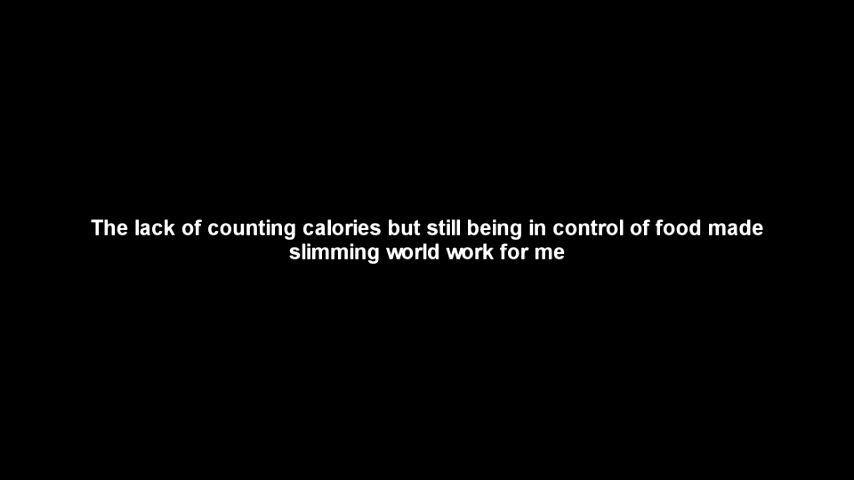 The lack of counting calories but still being in control of food made
slimming world work for me